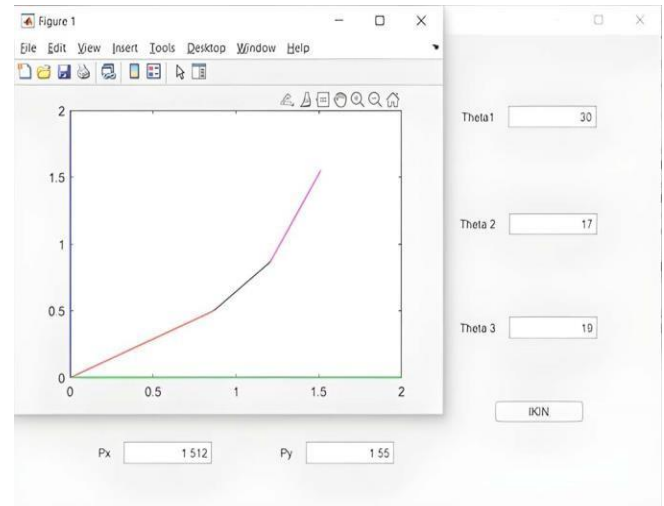 Figure 1
File Edit View Insert Tools Desktop Window Help
2
1.5
1
0.5
0
0 0.5 1 1.5 2
Theta1 30
Theta 2 17
Theta 3 19
IKIN
Px 1 512
Py 1 55